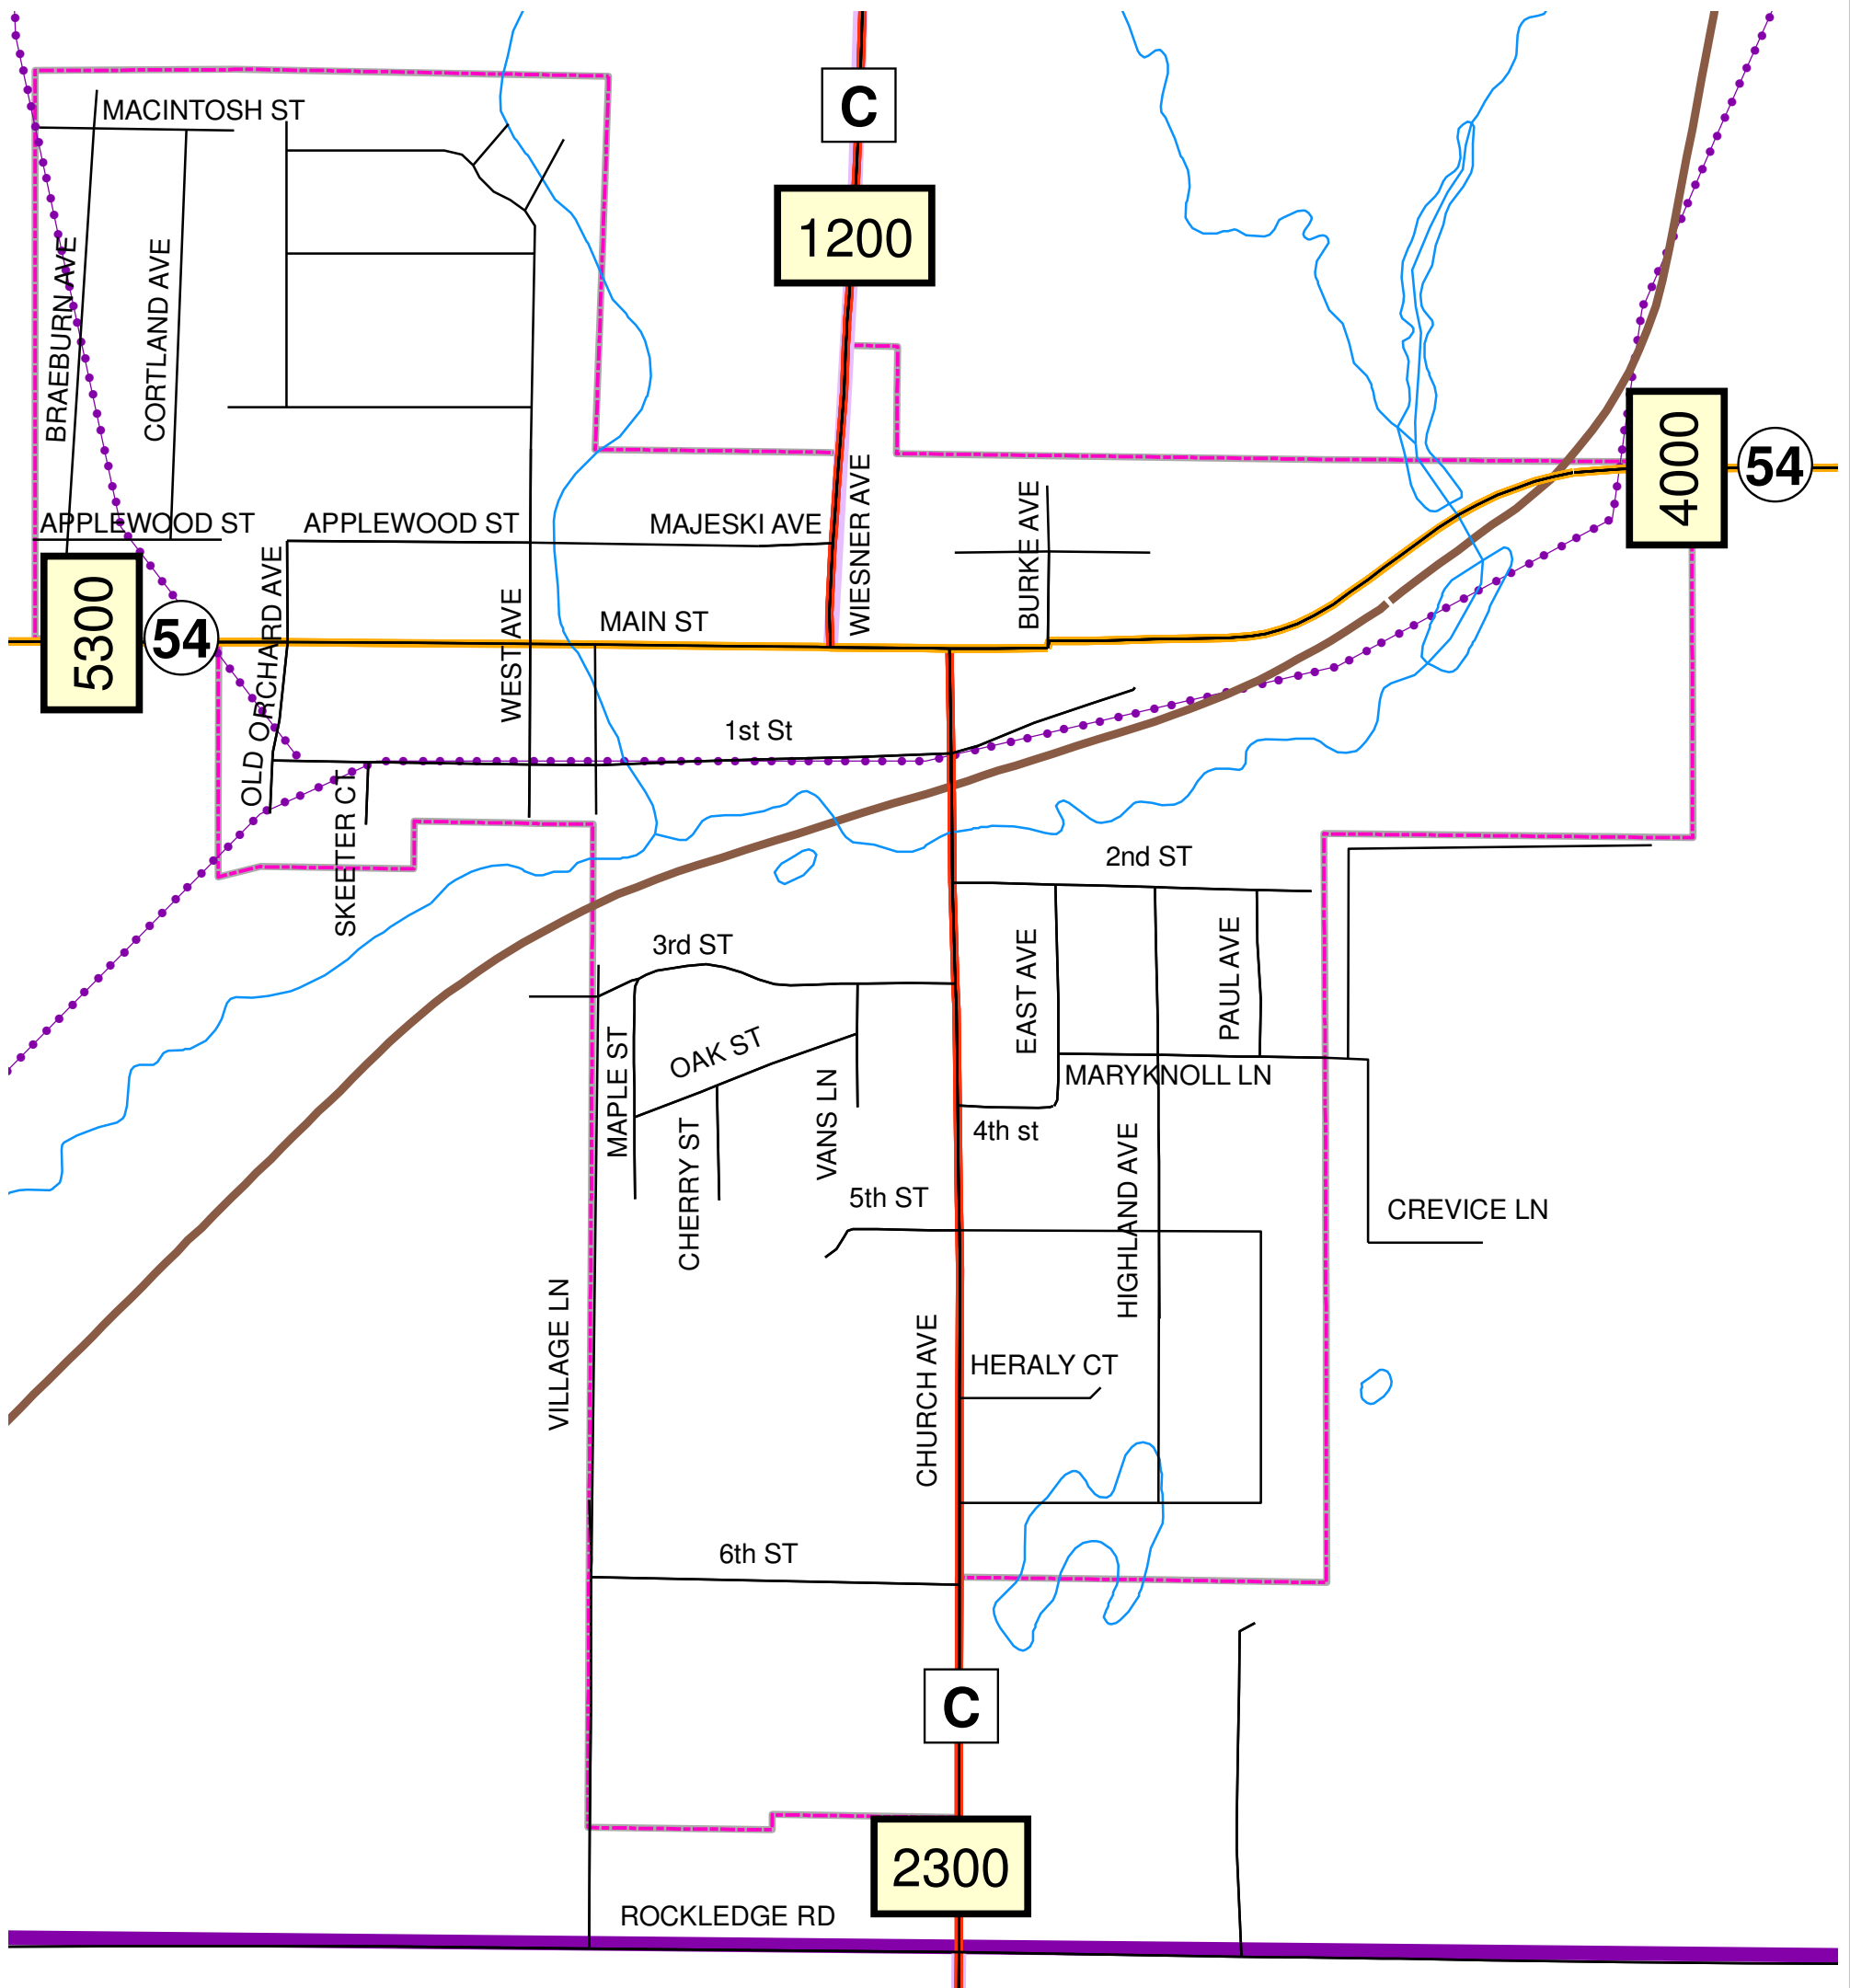 MACINTOSH ST
C
1200
BRAEBURN AVE
CORTLAND AVE
4000
54
APPLEWOOD ST
APPLEWOOD ST
MAJESKI AVE
WIESNER AVE
BURKE AVE
5300
54
OLD ORCHARD AVE
WEST AVE
MAIN ST
1st St
SKEETER CT
2nd ST
3rd ST
EAST AVE
PAUL AVE
MAPLE ST
OAK ST
VANS LN
MARYKNOLL LN
CHERRY ST
4th st
HIGHLAND AVE
5th ST
CREVICE LN
VILLAGE LN
CHURCH AVE
HERALY CT
6th ST
C
2300
ROCKLEDGE RD